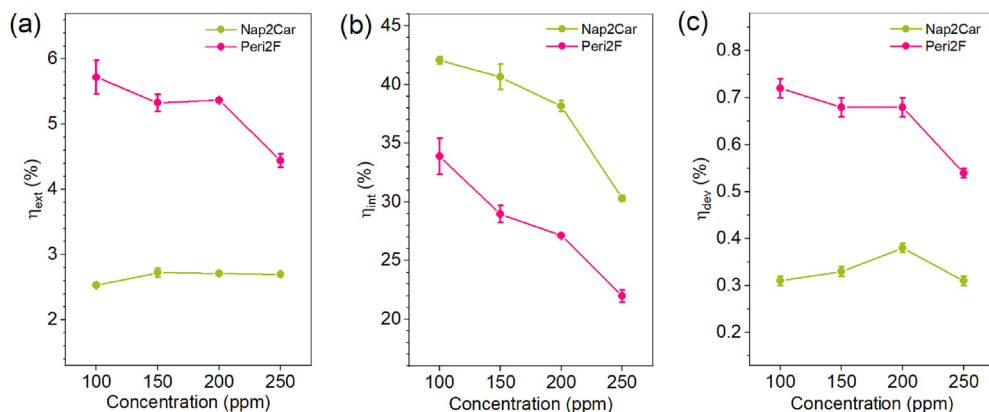 (a)
Nap2Car
Peri2F
6
5
4
3
2
ηext (%)
100 150 200 250
Concentration (ppm)
(b)
Nap2Car
Peri2F
45
40
35
30
25
20
ηint (%)
100 150 200 250
Concentration (ppm)
(c)
Nap2Car
Peri2F
0.8
0.7
0.6
0.5
0.4
0.3
0.2
ηdev (%)
100 150 200 250
Concentration (ppm)